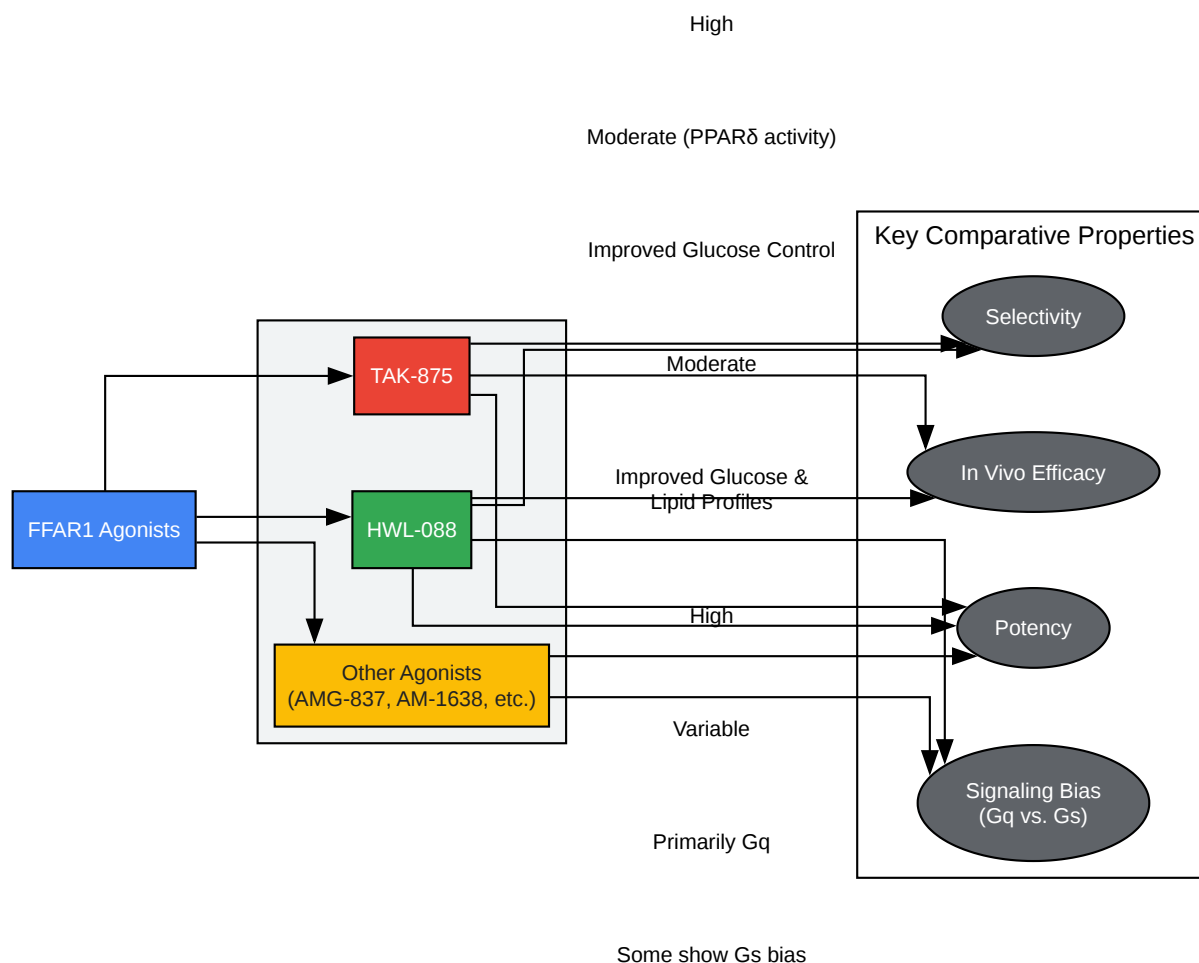 High
Moderate (PPARδ activity)
Key Comparative Properties
Improved Glucose Control
Selectivity
Moderate
TAK-875
In Vivo Efficacy
Improved Glucose &
Lipid Profiles
FFAR1 Agonists
HWL-088
High
Potency
Other Agonists
(AMG-837, AM-1638, etc.)
Variable
Signaling Bias
(Gq vs. Gs)
Primarily Gq
Some show Gs bias